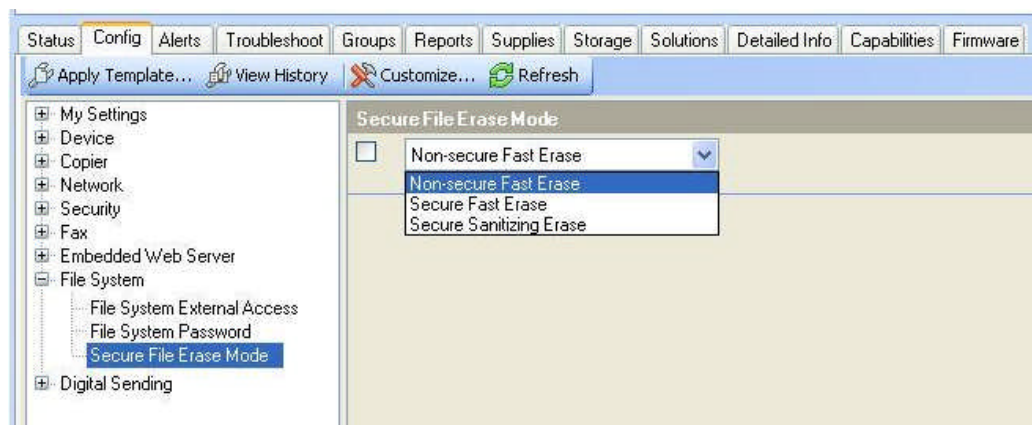 Status Config Alerts Troubleshoot Groups Reports Supplies Storage Solutions Detailed Info Capabilities Firmware
Apply Template... View History Customize... Refresh
My Settings
Device
Copier
Network
Security
Fax
Embedded Web Server
File System
File System External Access
File System Password
Secure File Erase Mode
Digital Sending
Secure File Erase Mode
Non-secure Fast Erase
Non-secure Fast Erase
Secure Fast Erase
Secure Sanitizing Erase